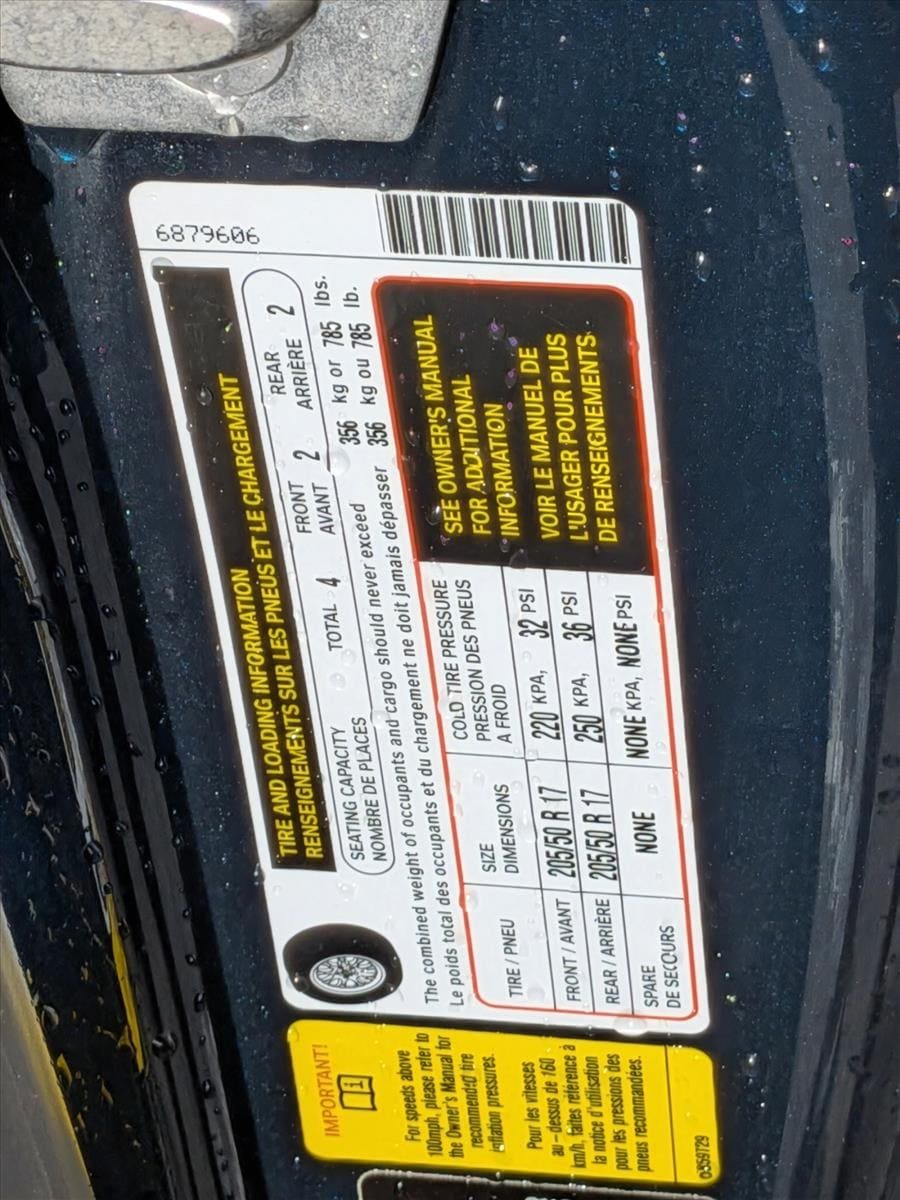 6879606
TIRE AND LOADING INFORMATION
RENSEIGNEMENTS SUR LES PNEUS ET LE CHARGEMENT
SEATING CAPACITY
NOMBRE DE PLACES
TOTAL 4
FRONT
AVANT 2
REAR
ARRIÈRE 2
The combined weight of occupants and cargo should never exceed 356 kg or 785 lbs.
Le poids total des occupants et du chargement ne doit jamais dépasser 356 kg ou 785 lb.
TIRE / PNEU
SIZE
DIMENSIONS
COLD TIRE PRESSURE
PRESSION DES PNEUS
A FROID
FRONT / AVANT 205/50 R 17 220 KPA, 32 PSI
REAR / ARRIÈRE 205/50 R 17 250 KPA, 36 PSI
SPARE
DE SECOURS
NONE NONE KPA, NONE PSI
SEE OWNER'S MANUAL
FOR ADDITIONAL
INFORMATION
VOIR LE MANUEL DE
L'USAGER POUR PLUS
DE RENSEIGNEMENTS
IMPORTANT!
i
For speeds above
100mph, please refer to
the Owner's Manual for
recommended tire
inflation pressures.
Pour les vitesses
au - dessus de 160
km/h, faites référence à
la notice d'utilisation
pour les pressions des
pneus recommandées.